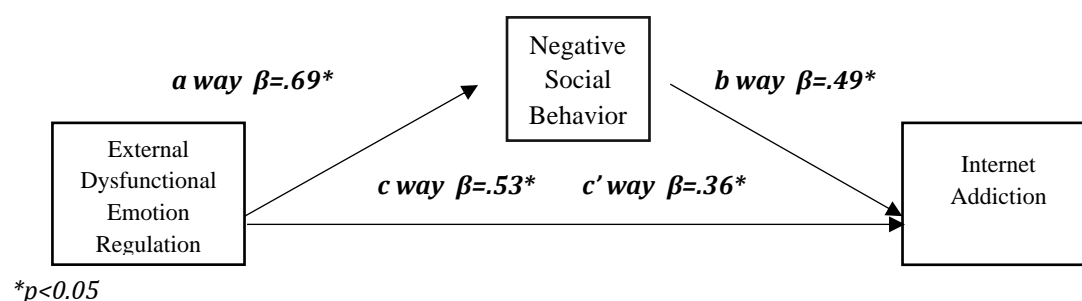 Negative
Social
Behavior
a way β=.69*
b way β=.49*
External
Dysfunctional
Emotion
Regulation
c way β=.53*
c’ way β=.36*
Internet
Addiction
*p<0.05